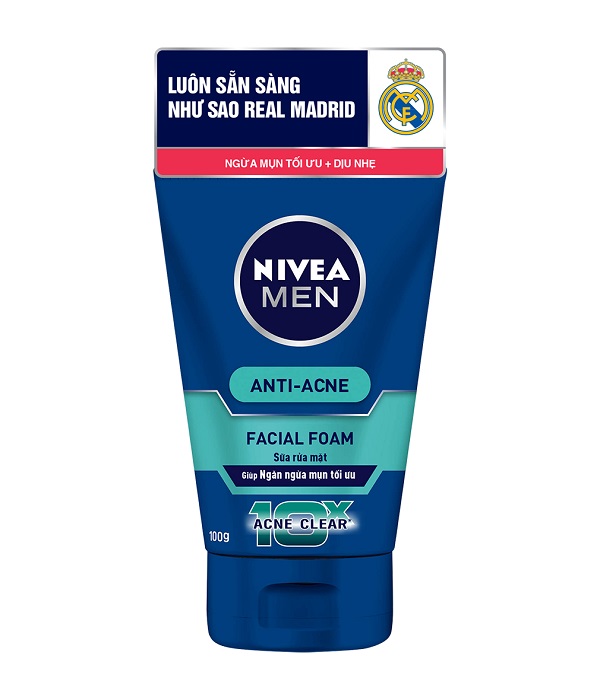 LUÔN SẴN SÀNG
NHƯ SAO REAL MADRID
NGỪA MỤN TỐI ƯU + DỊU NHẸ
NIVEA
MEN
ANTI-ACNE
FACIAL FOAM
Sữa rửa mặt
Giúp Ngăn ngừa mụn tối ưu
10X
ACNE CLEAR*
100g